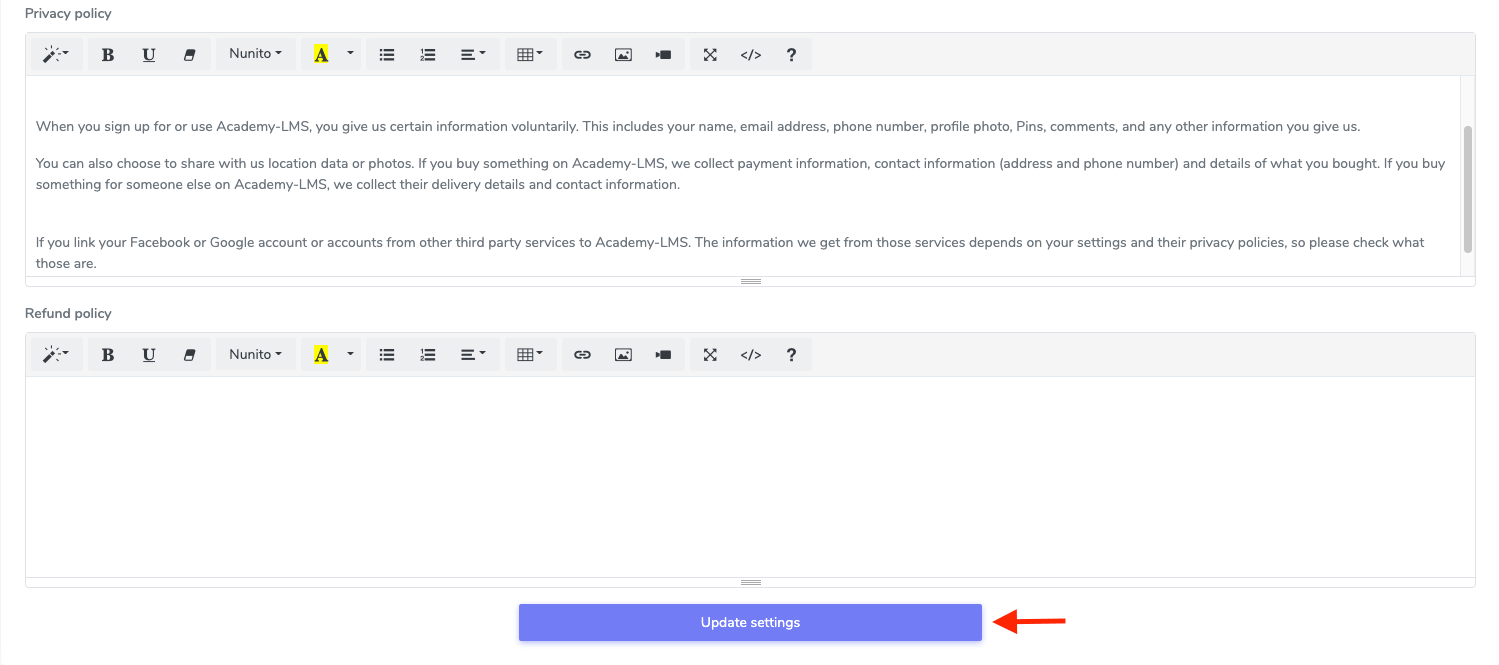 Privacy policy
B U Nunito A </> ?
When you sign up for or use Academy-LMS, you give us certain information voluntarily. This includes your name, email address, phone number, profile photo, Pins, comments, and any other information you give us.
You can also choose to share with us location data or photos. If you buy something on Academy-LMS, we collect payment information, contact information (address and phone number) and details of what you bought. If you buy
something for someone else on Academy-LMS, we collect their delivery details and contact information.
If you link your Facebook or Google account or accounts from other third party services to Academy-LMS. The information we get from those services depends on your settings and their privacy policies, so please check what
those are.
Refund policy
B U Nunito A </> ?
Update settings